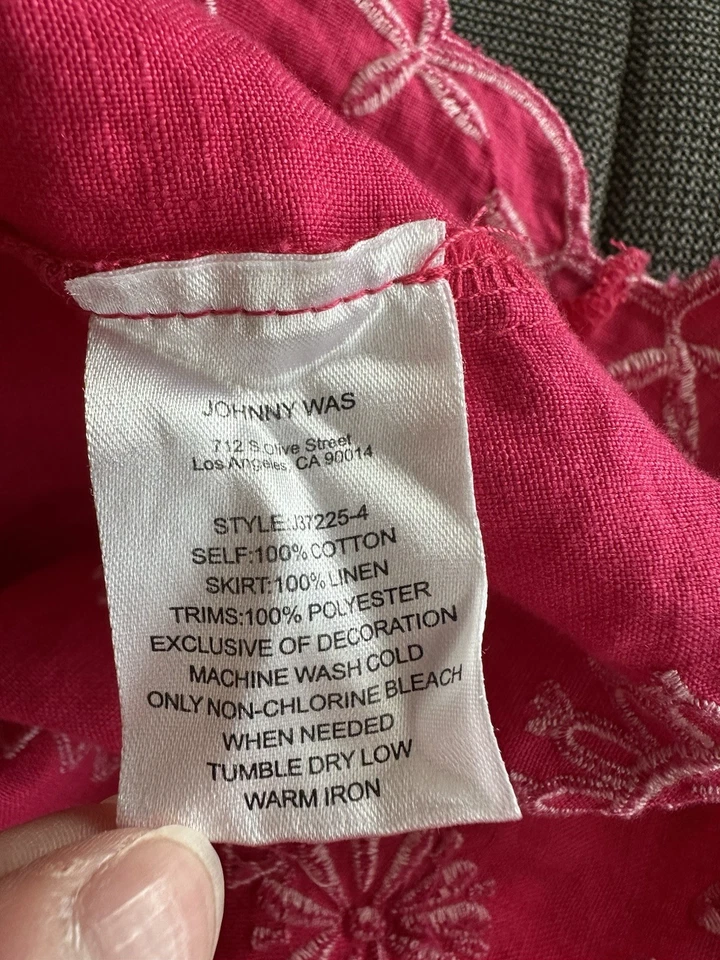 JOHNNY WAS
712 S Olive Street
Los Angeles, CA 90014
STYLE:J37225-4
SELF:100% COTTON
SKIRT:100% LINEN
TRIMS:100% POLYESTER
EXCLUSIVE OF DECORATION
MACHINE WASH COLD
ONLY NON-CHLORINE BLEACH
WHEN NEEDED
TUMBLE DRY LOW
WARM IRON